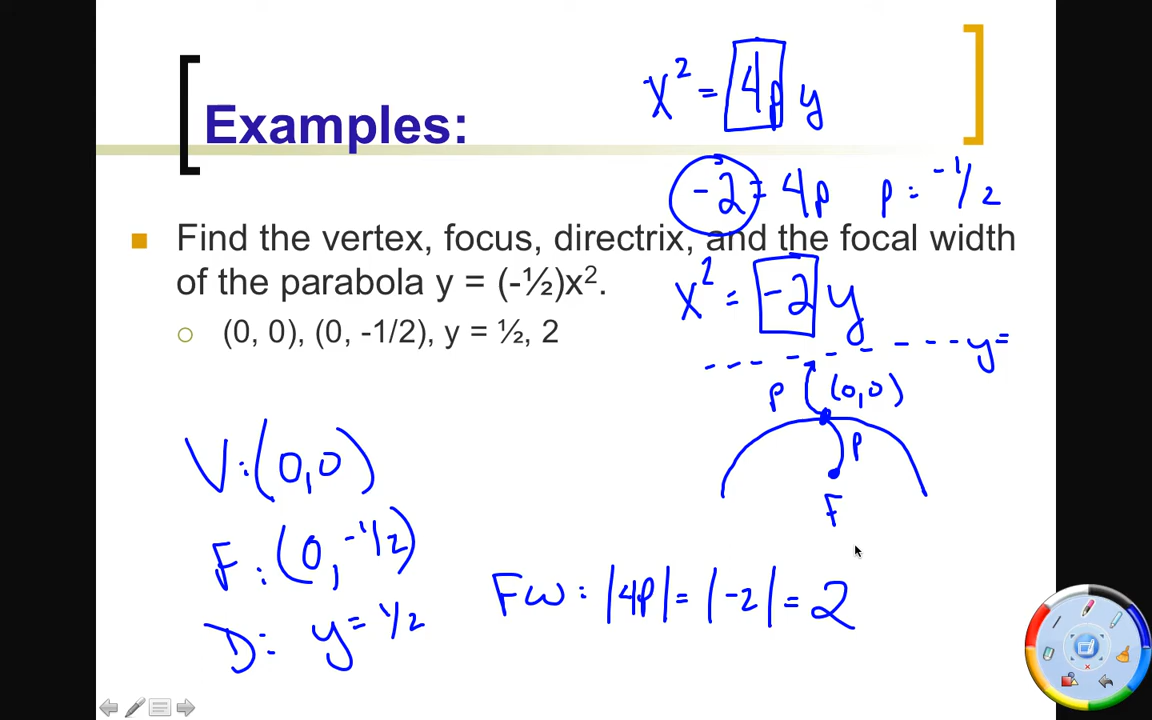 x² = 4p y
Examples:
-2 = 4p p = -1/2
Find the vertex, focus, directrix, and the focal width
of the parabola y = (-½)x².
x² = -2 y
(0, 0), (0, -1/2), y = ½, 2
y=
P (0,0)
P
V: (0,0)
F
F: (0, -1/2)
FW: |4P| = |-2| = 2
D: y = 1/2